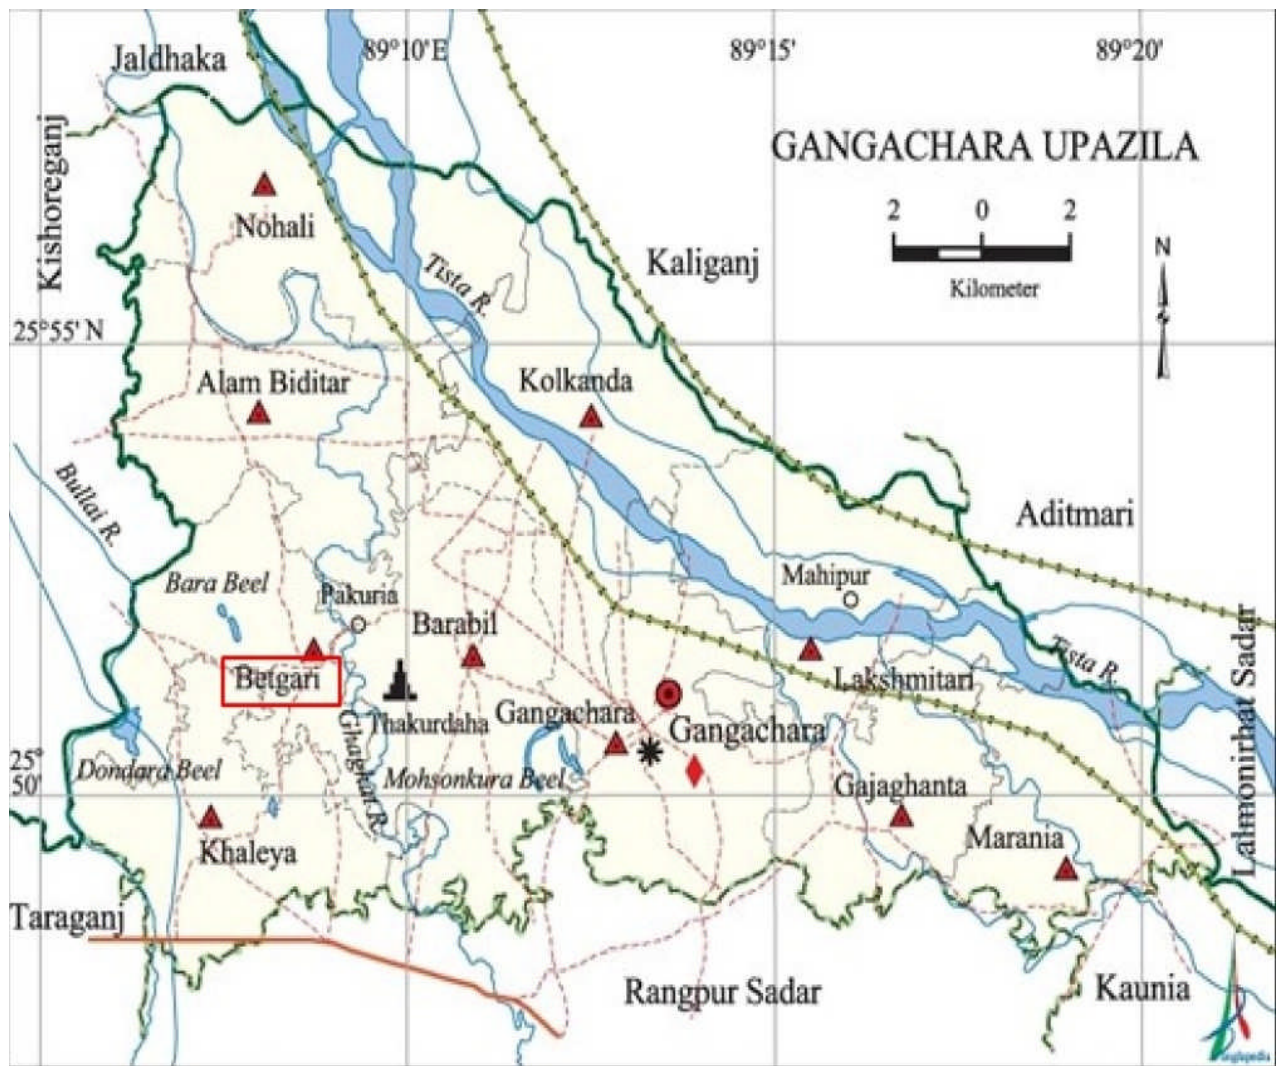 Jaldhaka
89°10' E
89°15'
89°20'
GANGACHARA UPAZILA
Kishoreganj
2 0 2
Kilometer
N
Nohali
Kaliganj
Tista R.
25°55' N
Alam Biditar
Kolkanda
Bullai R.
Aditmari
Bara Beel
Pakuria
Mahipur
Barabil
Betgari
Lakshmitari
Tista R.
Lalmonirhat Sadar
Thakurdaha
Gangachara
Gangachara
Ghaghat R.
25°
50'
Dondara Beel
Mohsonkura Beel
Gajaghanta
Khaleya
Marania
Taraganj
Rangpur Sadar
Kaunia